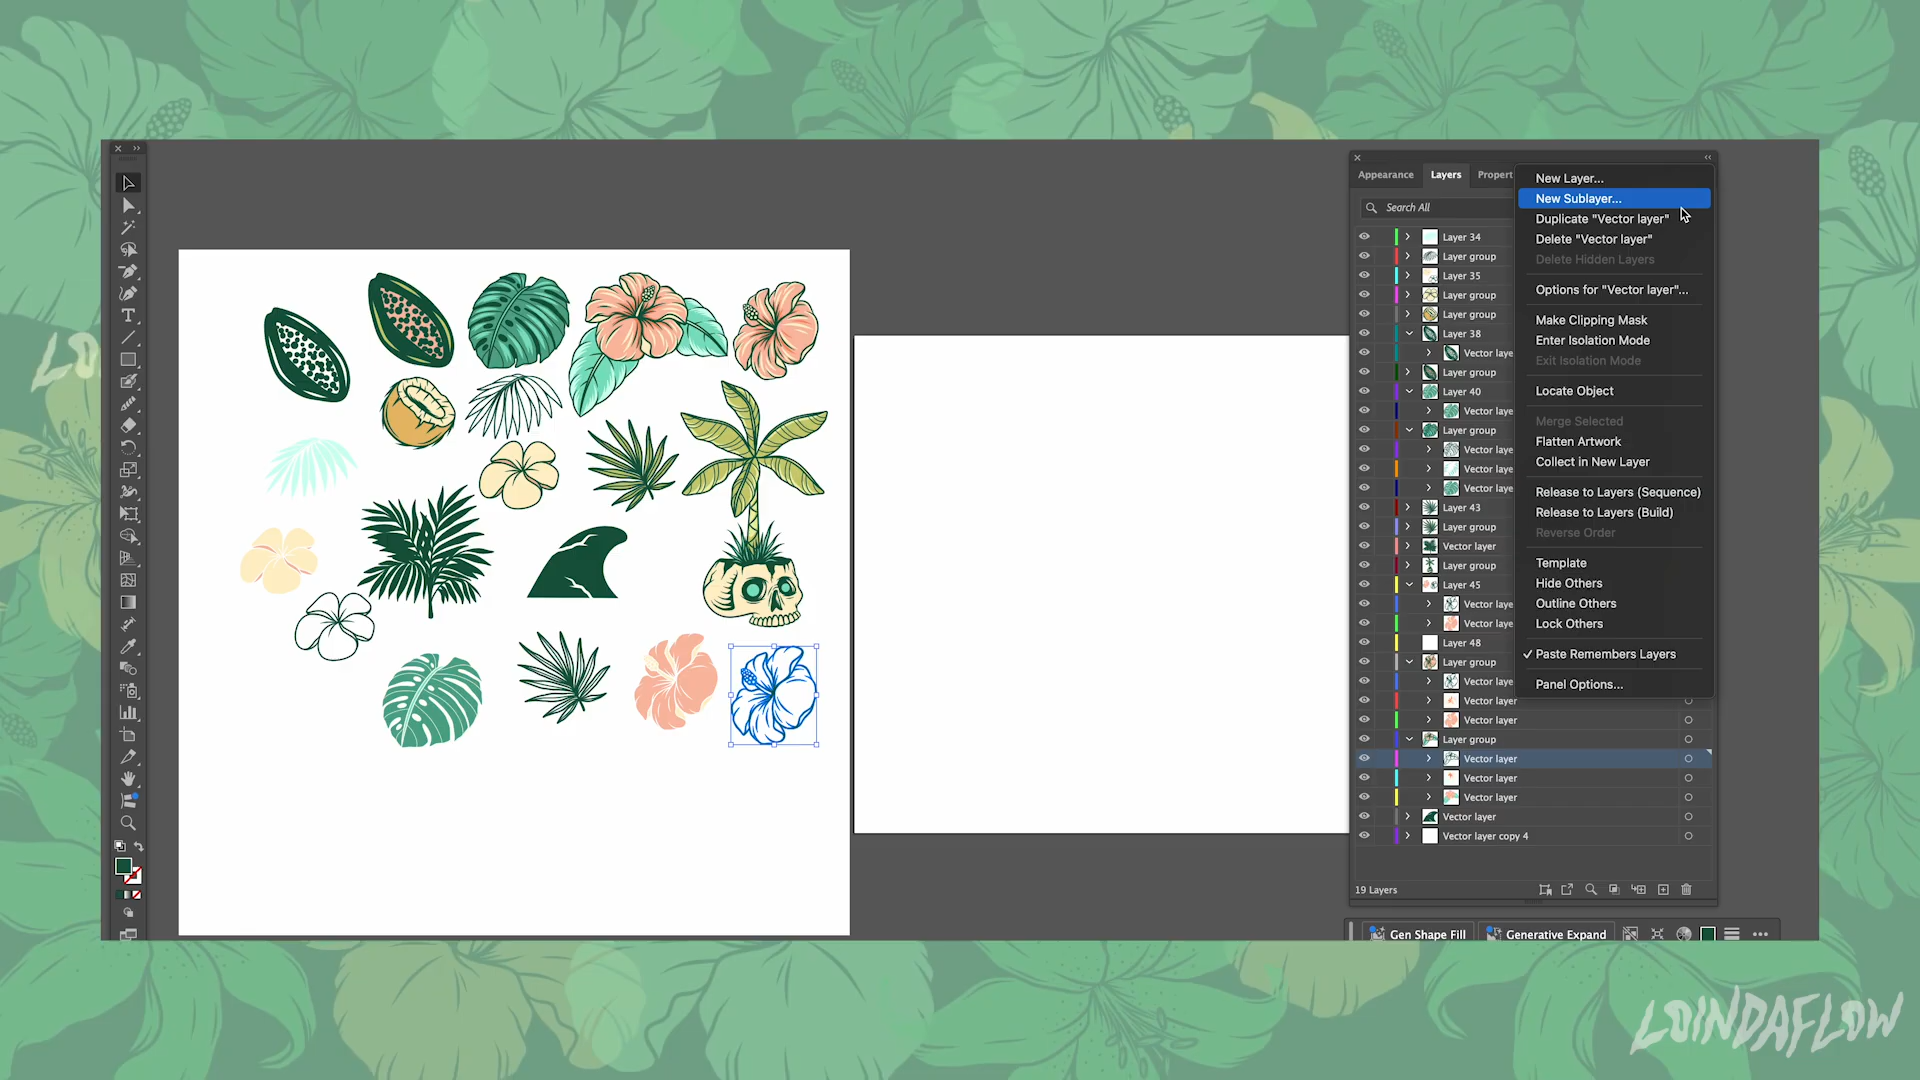 Appearance
Layers
Propert
Search All
Layer 34
Layer group
Layer 35
Layer group
Layer group
Layer 38
Vector laye
Layer group
Layer 40
Vector laye
Layer group
Vector laye
Vector laye
Vector laye
Layer 43
Layer group
Vector layer
Layer group
Layer 45
Vector laye
Vector laye
Layer 48
Layer group
Vector laye
Vector layer
Vector layer
Layer group
Vector layer
Vector layer
Vector layer
Vector layer
Vector layer copy 4
19 Layers
New Layer...
New Sublayer...
Duplicate "Vector layer"
Delete "Vector layer"
Delete Hidden Layers
Options for "Vector layer"...
Make Clipping Mask
Enter Isolation Mode
Exit Isolation Mode
Locate Object
Merge Selected
Flatten Artwork
Collect in New Layer
Release to Layers (Sequence)
Release to Layers (Build)
Reverse Order
Template
Hide Others
Outline Others
Lock Others
Paste Remembers Layers
Panel Options...
Gen Shape Fill
Generative Expand
LOINDAFLOW